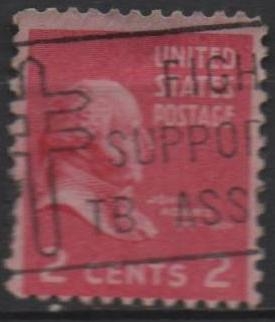 UNITED
FIGH
STATES
POSTAGE
SUPPOR
TB ASS
2 CENTS 2